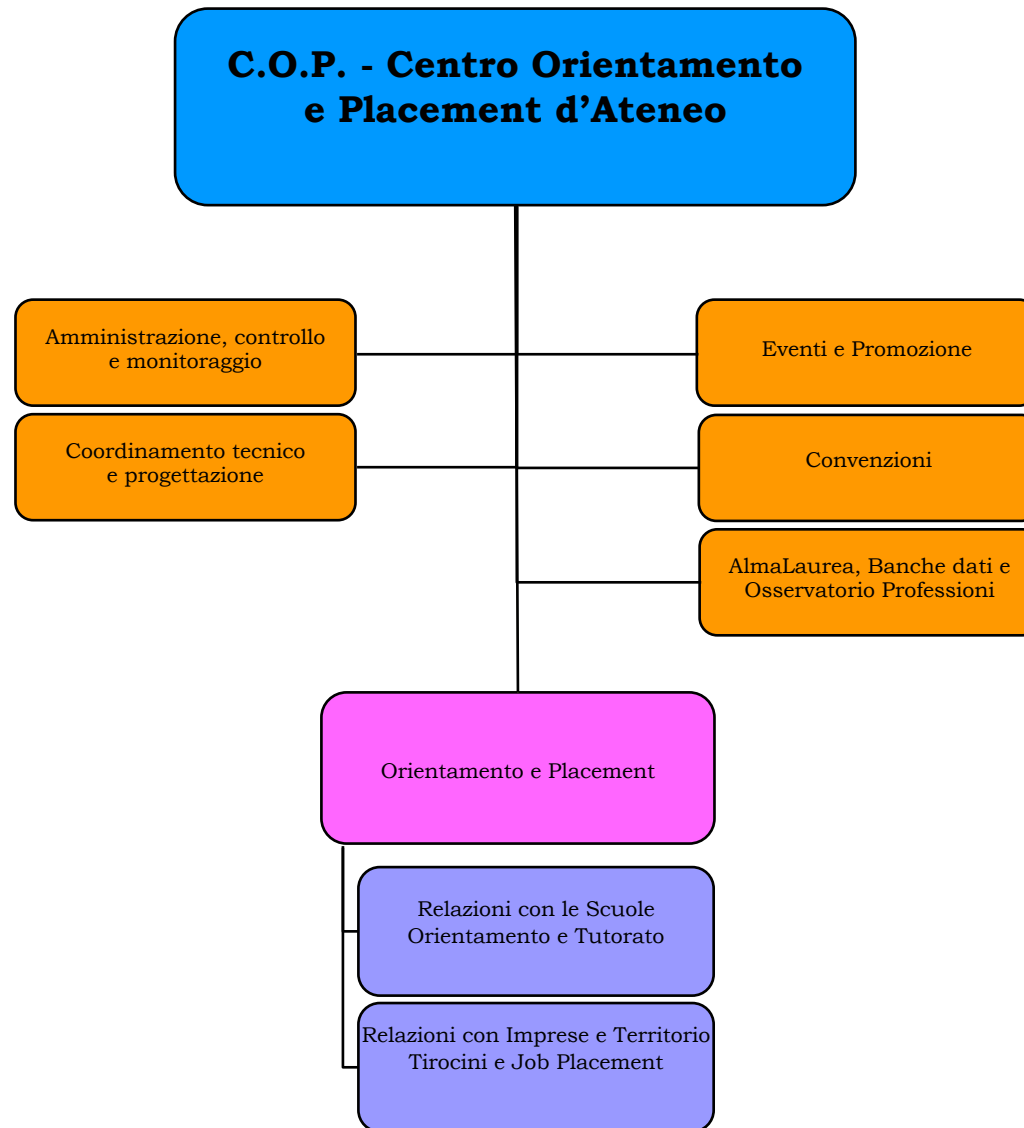 C.O.P. - Centro Orientamento
e Placement d’Ateneo
Amministrazione, controllo
e monitoraggio
Eventi e Promozione
Coordinamento tecnico
e progettazione
Convenzioni
AlmaLaurea, Banche dati e
Osservatorio Professioni
Orientamento e Placement
Relazioni con le Scuole
Orientamento e Tutorato
Relazioni con Imprese e Territorio
Tirocini e Job Placement